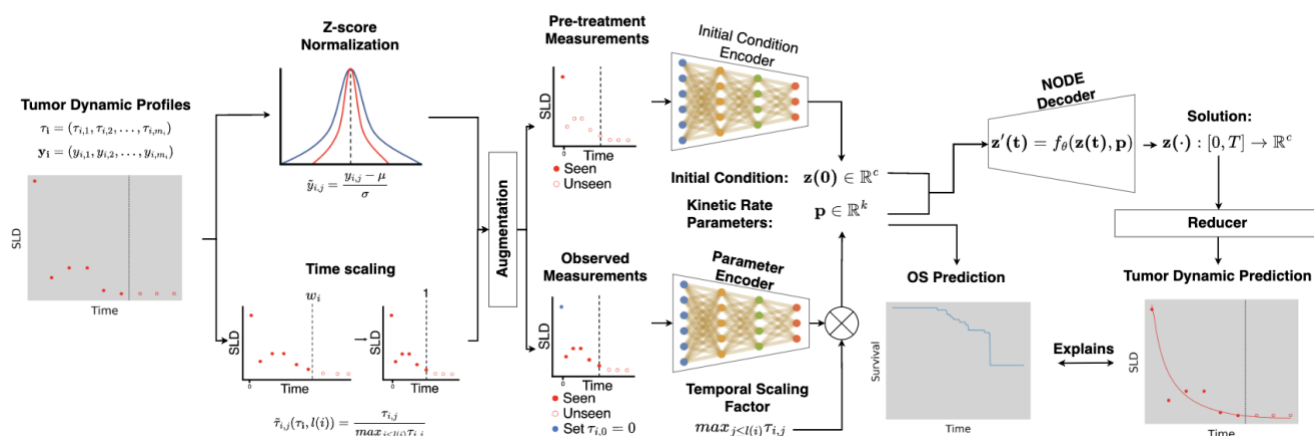 Tumor Dynamic Profiles
τᵢ = (τᵢ,₁, τᵢ,₂, . . . , τᵢ,ₘᵢ)
yᵢ = (yᵢ,₁, yᵢ,₂, . . . , yᵢ,ₘᵢ)
SLD
Time
Z-score
Normalization
ỹᵢ,ⱼ = (yᵢ,ⱼ − μ) / σ
Time scaling
wᵢ
SLD
0
Time
→
1
SLD
0
Time
τ̃ᵢ,ⱼ(τᵢ, l(i)) = τᵢ,ⱼ / max_{j<l(i)} τᵢ,ⱼ
Augmentation
Pre-treatment
Measurements
SLD
0
Time
Seen
Unseen
Observed
Measurements
SLD
0
Time
Seen
Unseen
Set τᵢ,₀ = 0
Initial Condition
Encoder
Initial Condition: z(0) ∈ ℝᶜ
Kinetic Rate
Parameters: p ∈ ℝᵏ
Parameter
Encoder
Temporal Scaling
Factor
max_{j<l(i)} τᵢ,ⱼ
NODE
Decoder
z′(t) = f_θ(z(t), p)
Solution:
z(·) : [0, T] → ℝᶜ
Reducer
OS Prediction
Survival
Time
Explains
Tumor Dynamic Prediction
SLD
Time